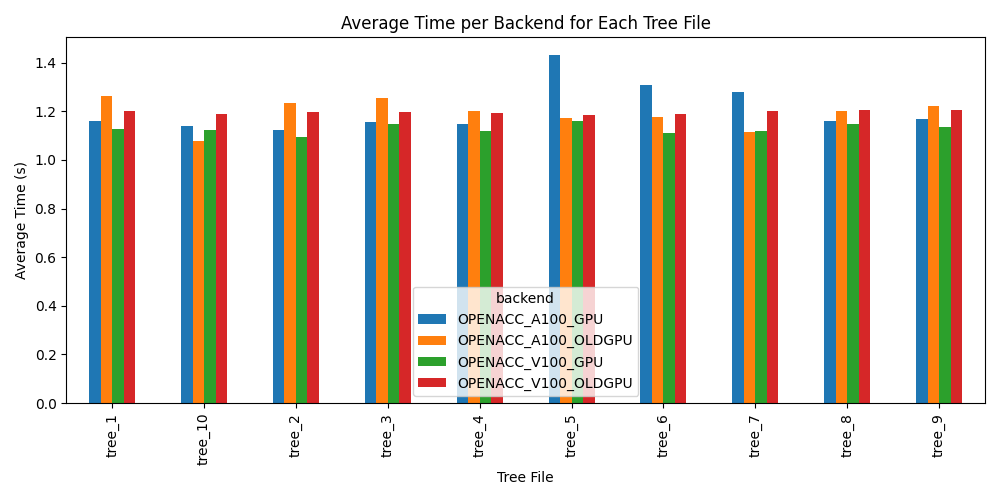 Average Time per Backend for Each Tree File
Average Time (s)
1.4
1.2
1.0
0.8
0.6
0.4
0.2
0.0
backend
OPENACC_A100_GPU
OPENACC_A100_OLDGPU
OPENACC_V100_GPU
OPENACC_V100_OLDGPU
tree_1
tree_10
tree_2
tree_3
tree_4
tree_5
tree_6
tree_7
tree_8
tree_9
Tree File